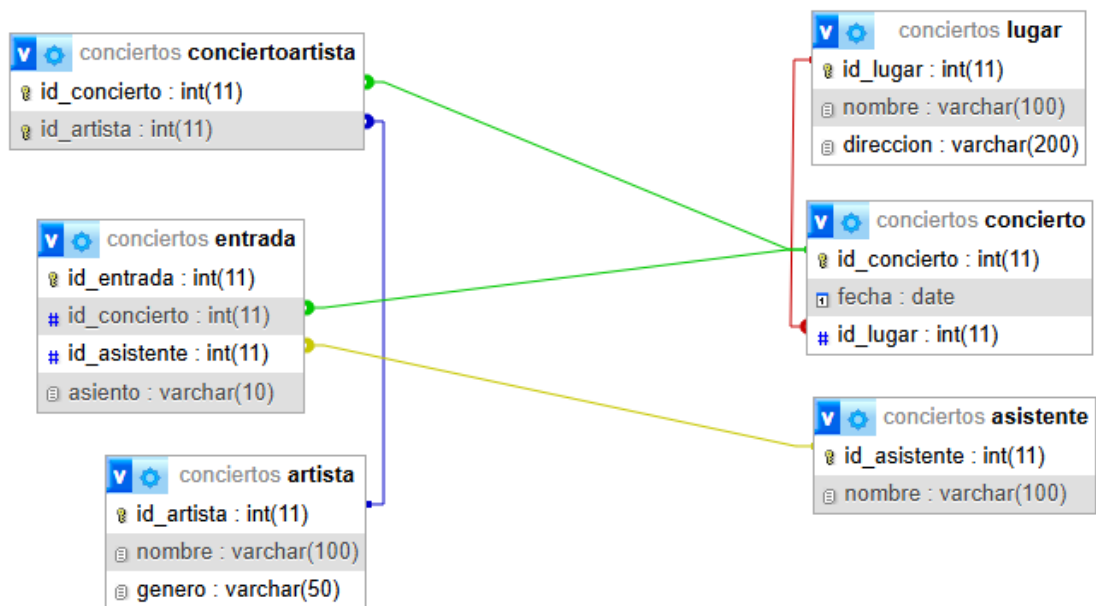 conciertos conciertoartista
id_concierto : int(11)
id_artista : int(11)
conciertos entrada
id_entrada : int(11)
id_concierto : int(11)
id_asistente : int(11)
asiento : varchar(10)
conciertos artista
id_artista : int(11)
nombre : varchar(100)
genero : varchar(50)
conciertos lugar
id_lugar : int(11)
nombre : varchar(100)
direccion : varchar(200)
conciertos concierto
id_concierto : int(11)
fecha : date
id_lugar : int(11)
conciertos asistente
id_asistente : int(11)
nombre : varchar(100)